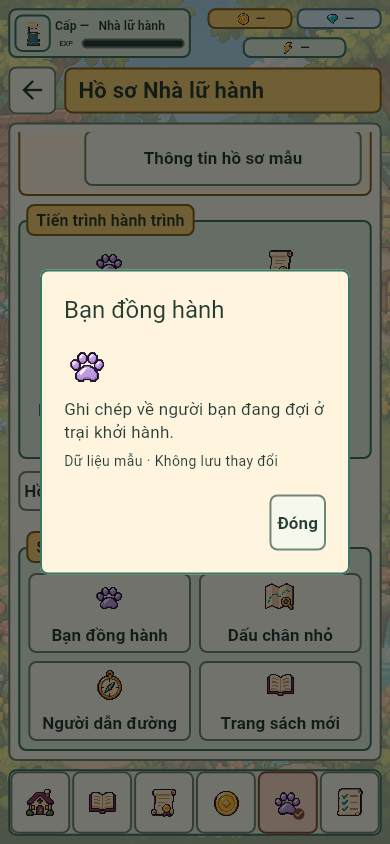 Cấp — Nhà lữ hành
EXP
—
—
—
Hồ sơ Nhà lữ hành
Thông tin hồ sơ mẫu
Tiến trình hành trình
Bạn đồng hành
Ghi chép về người bạn đang đợi ở
trại khởi hành.
Dữ liệu mẫu · Không lưu thay đổi
Đóng
Bạn đồng hành
Dấu chân nhỏ
Người dẫn đường
Trang sách mới